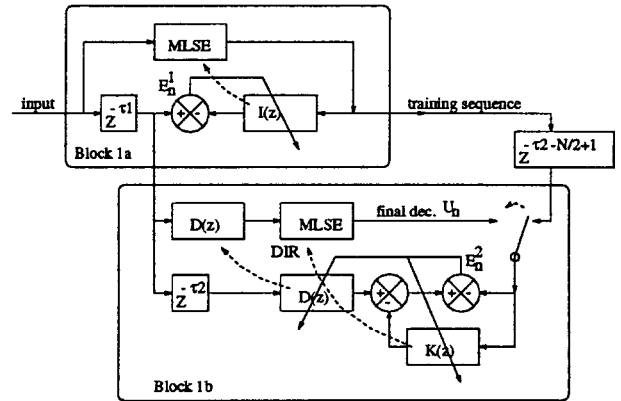 MLSE
E_n^1
input
Z^-τ1
+ -
I(z)
training sequence
Block 1a
Z^-τ2-N/2+1
D(z)
MLSE
final dec. U_n
DIR
E_n^2
Z^-τ2
D(z)
+ -
+ -
K(z)
Block 1b